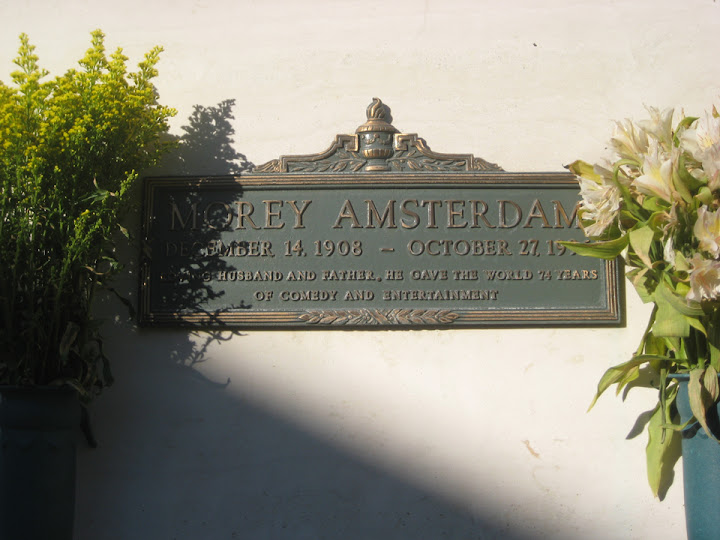 MOREY AMSTERDAM
DECEMBER 14, 1908 ~ OCTOBER 27,
HUSBAND AND FATHER, HE GAVE THE WORLD 74 YEARS
OF COMEDY AND ENTERTAINMENT